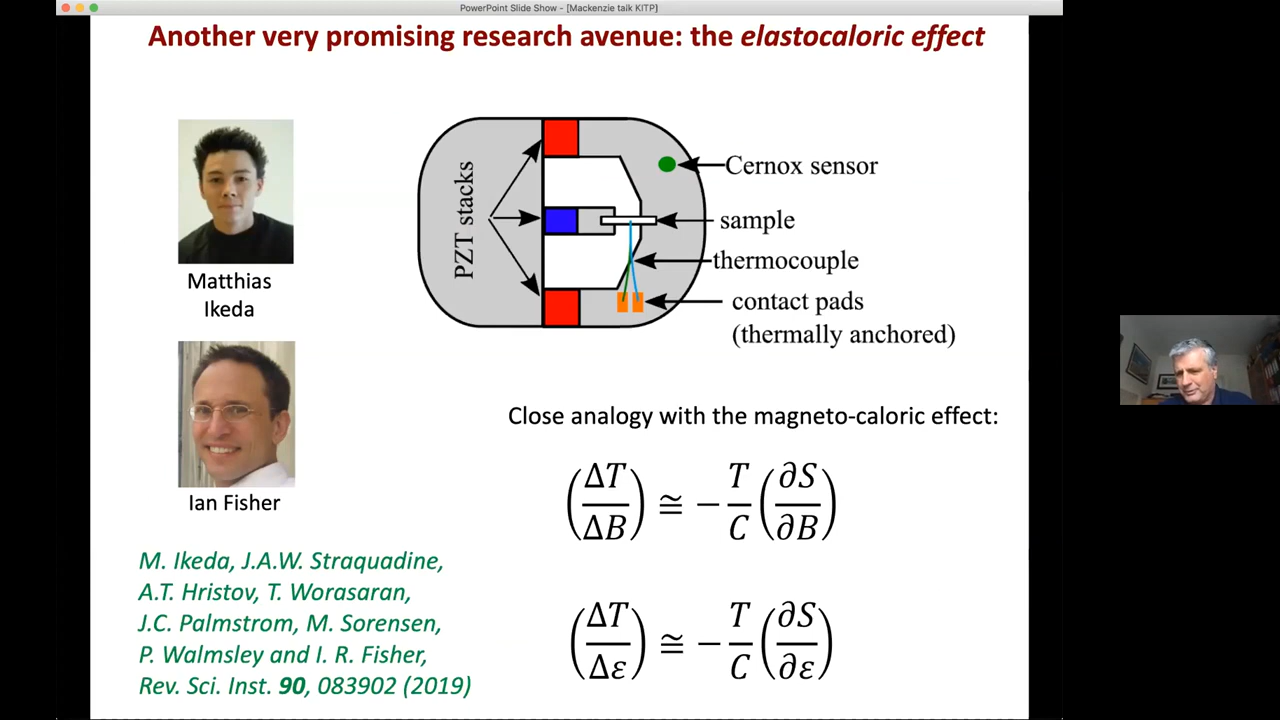 PowerPoint Slide Show - [Mackenzie talk KITP]
Another very promising research avenue: the elastocaloric effect
Matthias
Ikeda
Ian Fisher
PZT stacks
Cernox sensor
sample
thermocouple
contact pads
(thermally anchored)
Close analogy with the magneto-caloric effect:
(ΔT/ΔB) ≅ −T/C (∂S/∂B)
(ΔT/Δε) ≅ −T/C (∂S/∂ε)
M. Ikeda, J.A.W. Straquadine,
A.T. Hristov, T. Worasaran,
J.C. Palmstrom, M. Sorensen,
P. Walmsley and I. R. Fisher,
Rev. Sci. Inst. 90, 083902 (2019)